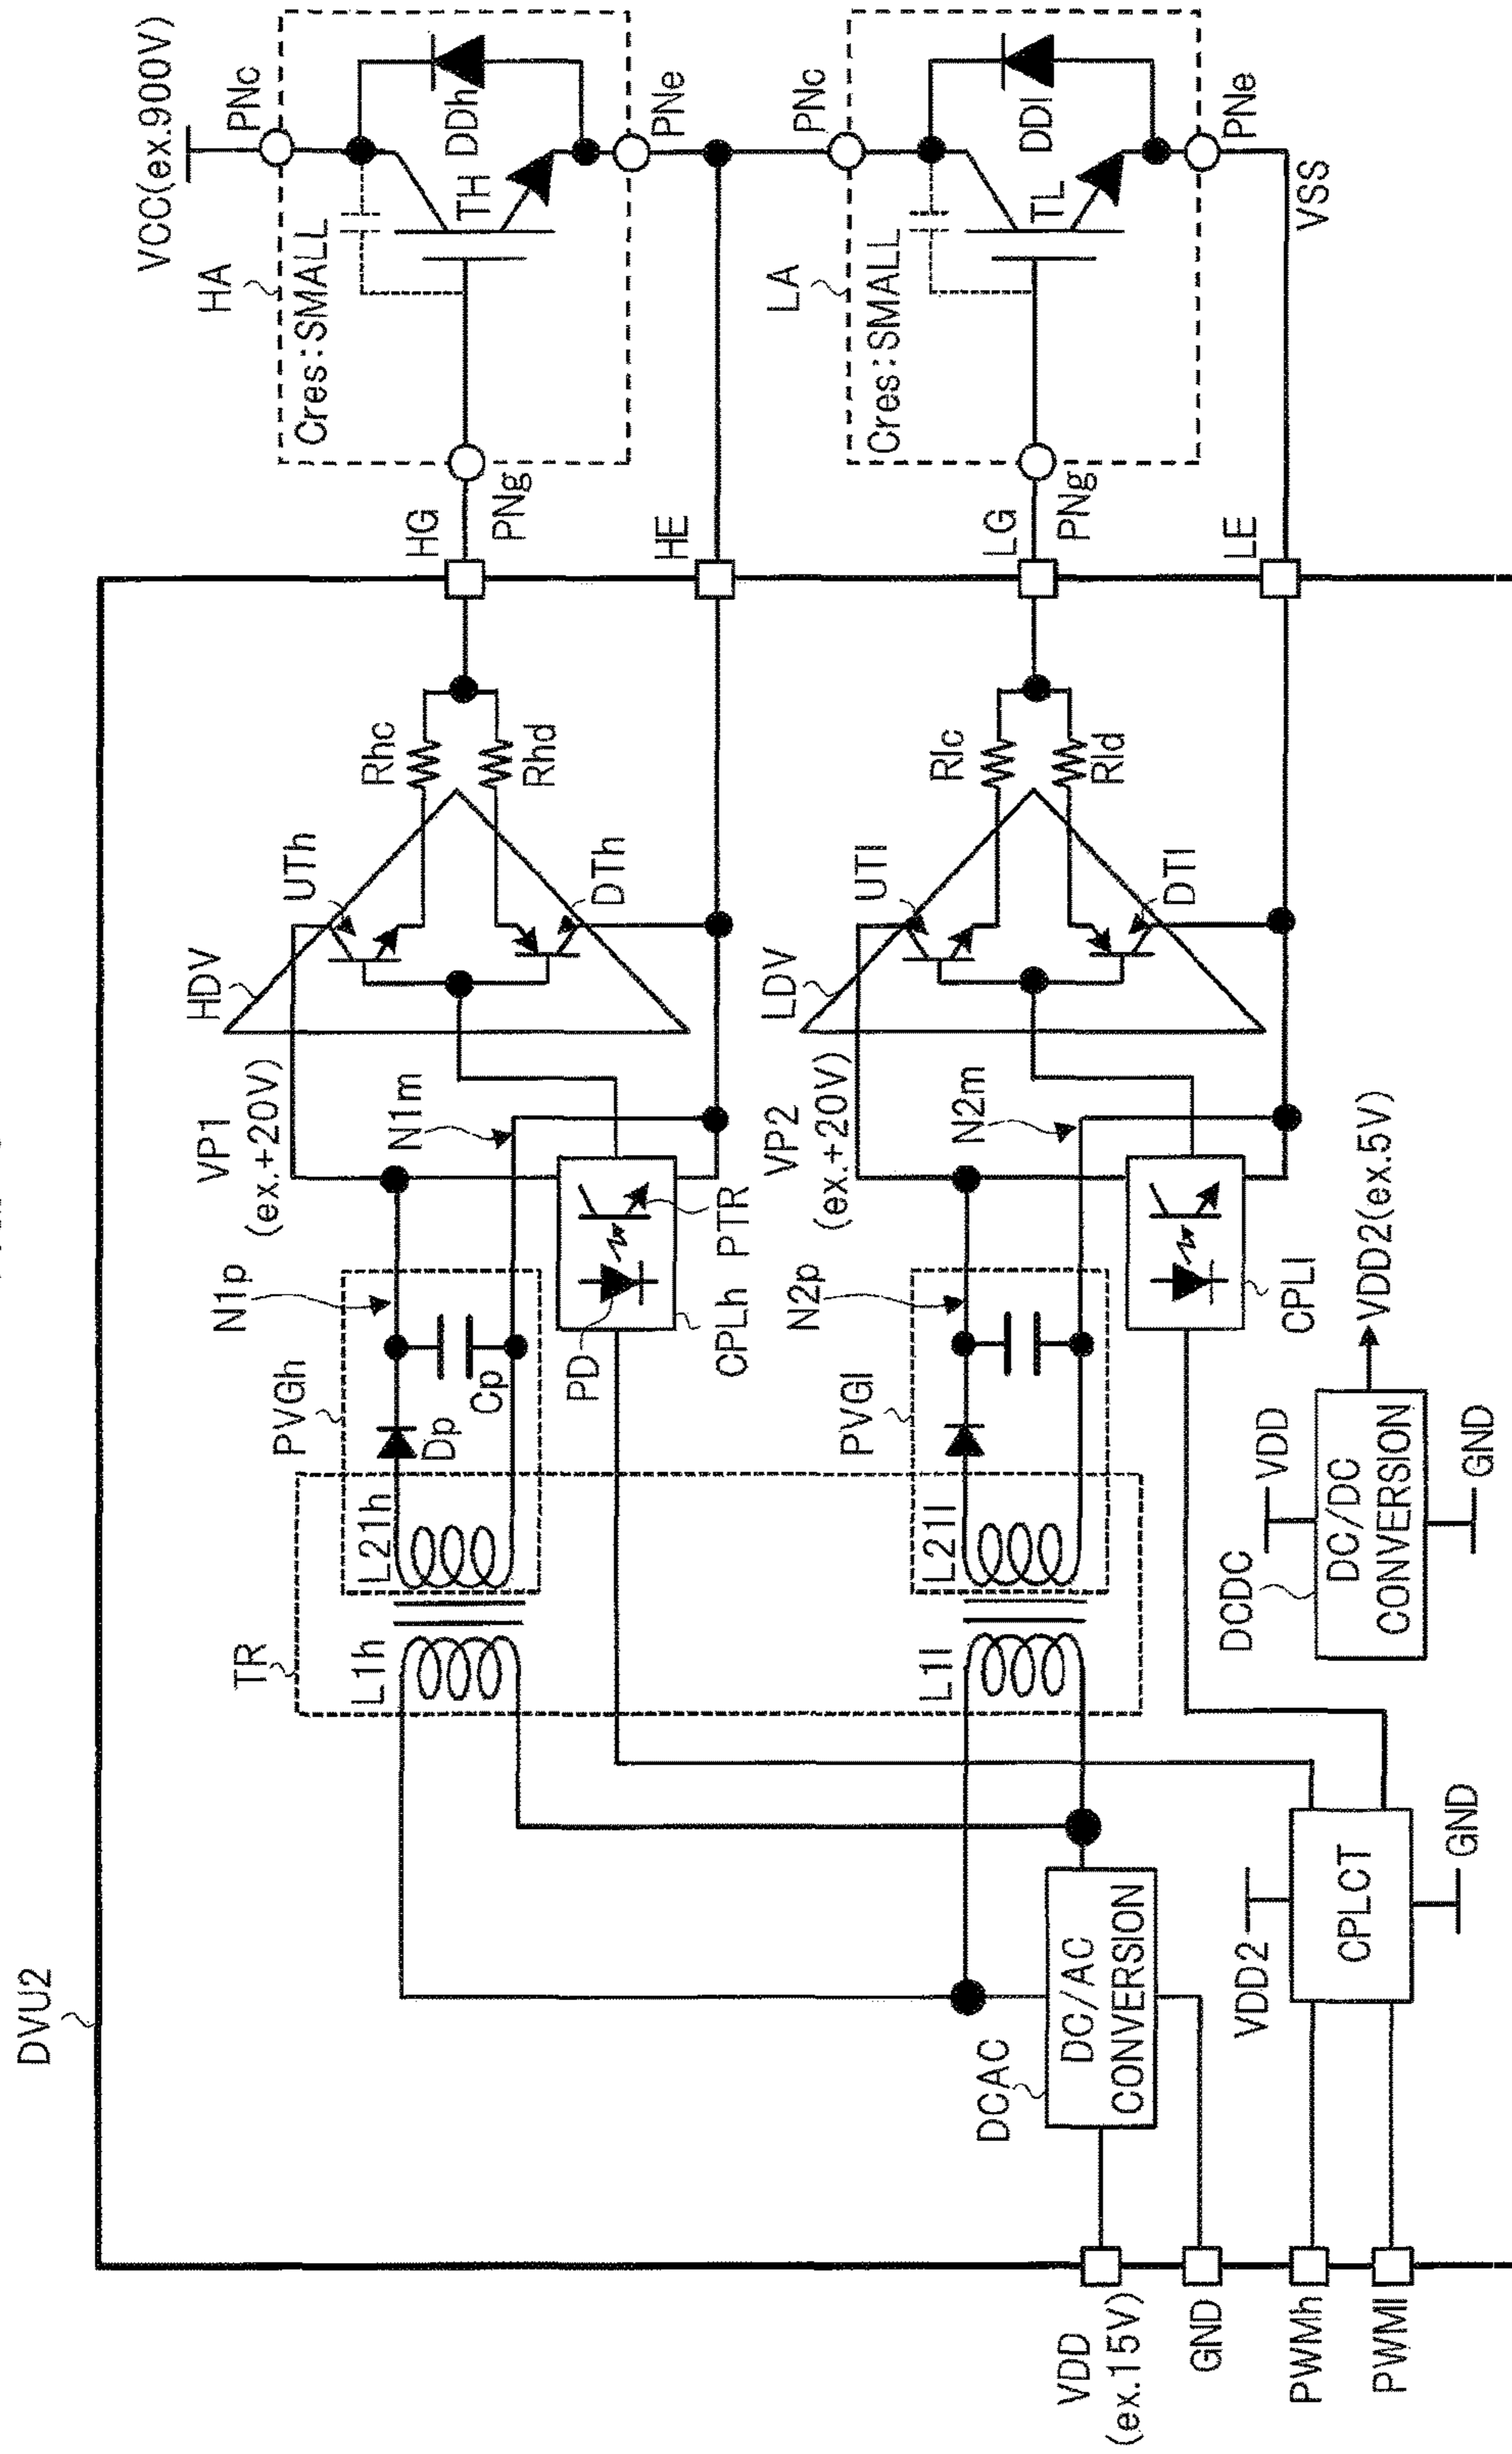 DVU2
VCC(ex.900V)
HA
PNc
Cres:SMALL
DDh
TH
PNe
HG
PNg
HE
LA
PNc
Cres:SMALL
DDl
TL
PNe
VSS
LG
PNg
LE
HDV
UTh
Rhc
Rhd
DTh
VP1
(ex.+20V)
N1m
N1p
PTR
PD
CPLh
PVGh
Dp
Cp
TR
L1h
L21h
LDV
UTl
Rlc
Rld
DTl
VP2
(ex.+20V)
N2m
N2p
CPLl
PVGl
L1l
L21l
DCDC
VDD
DC/DC
CONVERSION
VDD2(ex.5V)
GND
DCAC
DC/AC
CONVERSION
VDD2
CPLCT
GND
VDD
(ex.15V)
GND
PWMh
PWMl